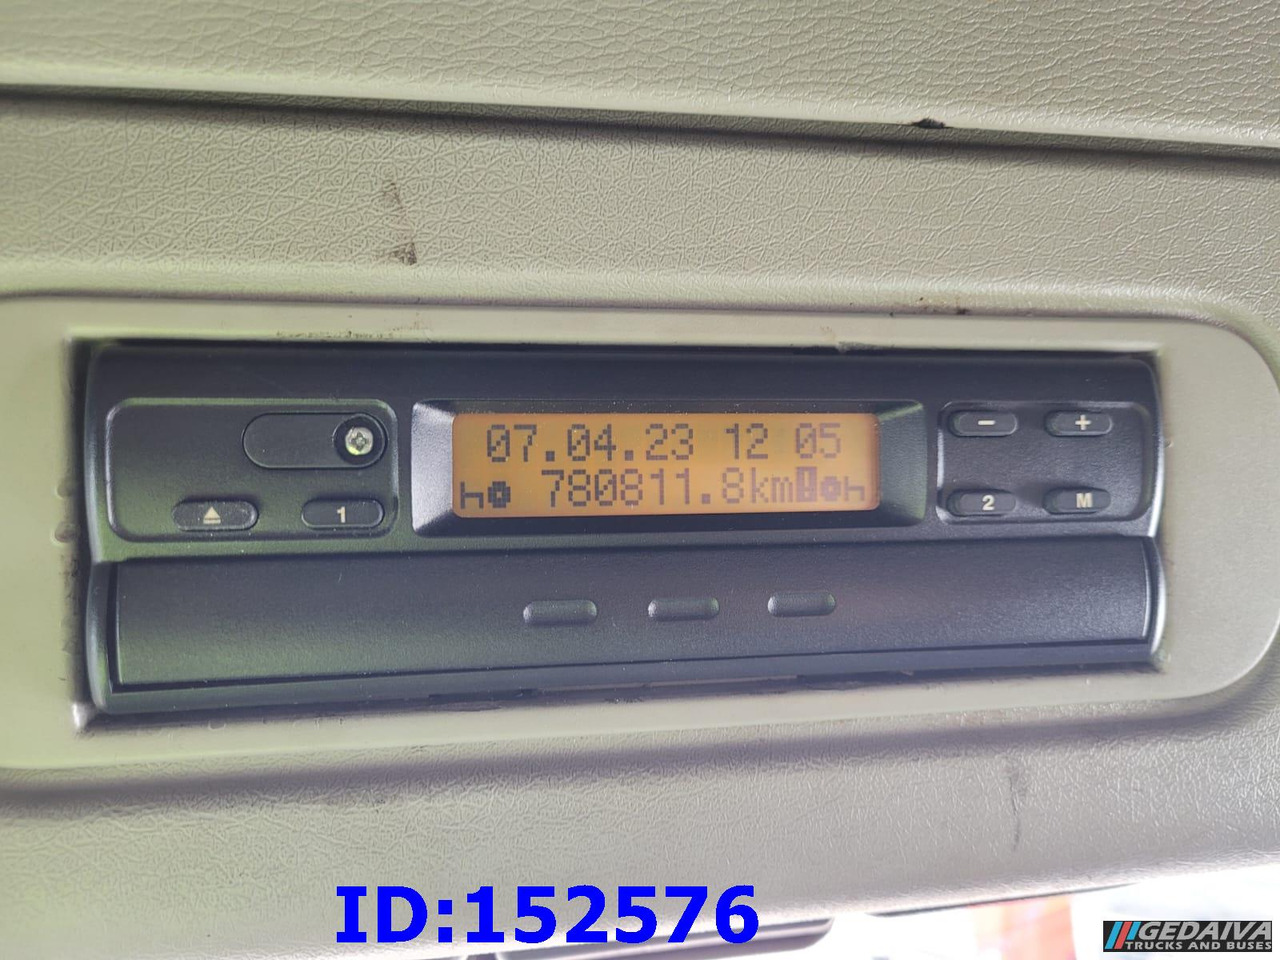 07.04.23 12 05
h 780811.8km h
1
- +
2 M
ID:152576
GEDAIVA
TRUCKS AND BUSES